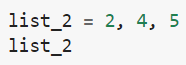 list_2 = 2, 4, 5
list_2